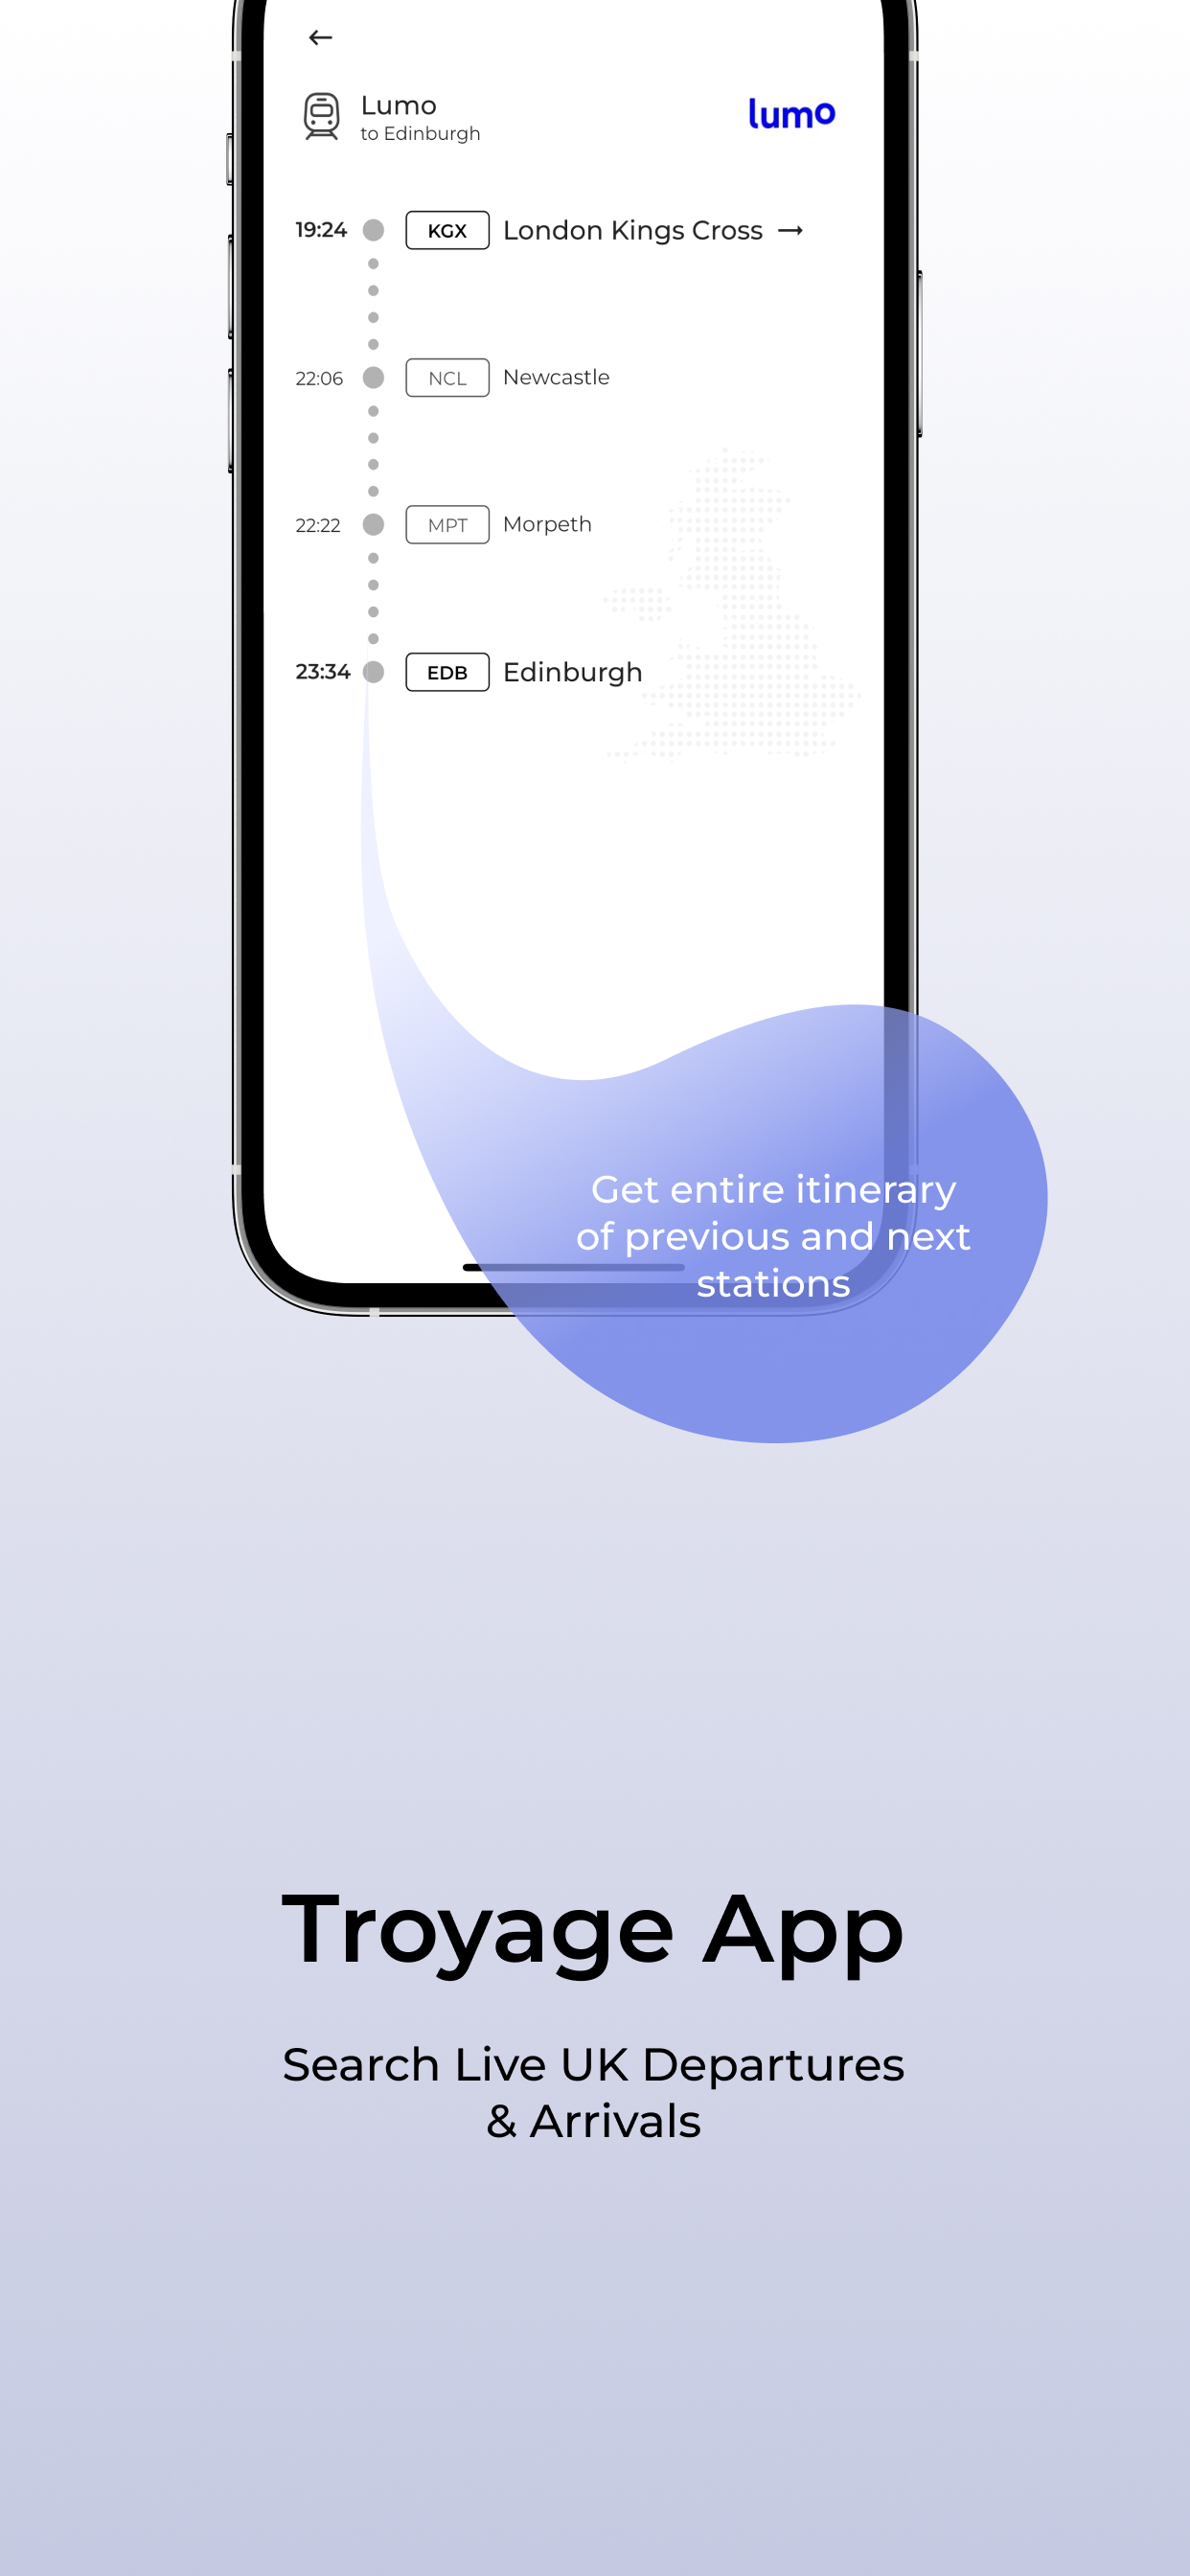 Lumo
to Edinburgh
lumo
19:24 KGX London Kings Cross →
22:06 NCL Newcastle
22:22 MPT Morpeth
23:34 EDB Edinburgh
Get entire itinerary
of previous and next
stations
Troyage App
Search Live UK Departures
& Arrivals